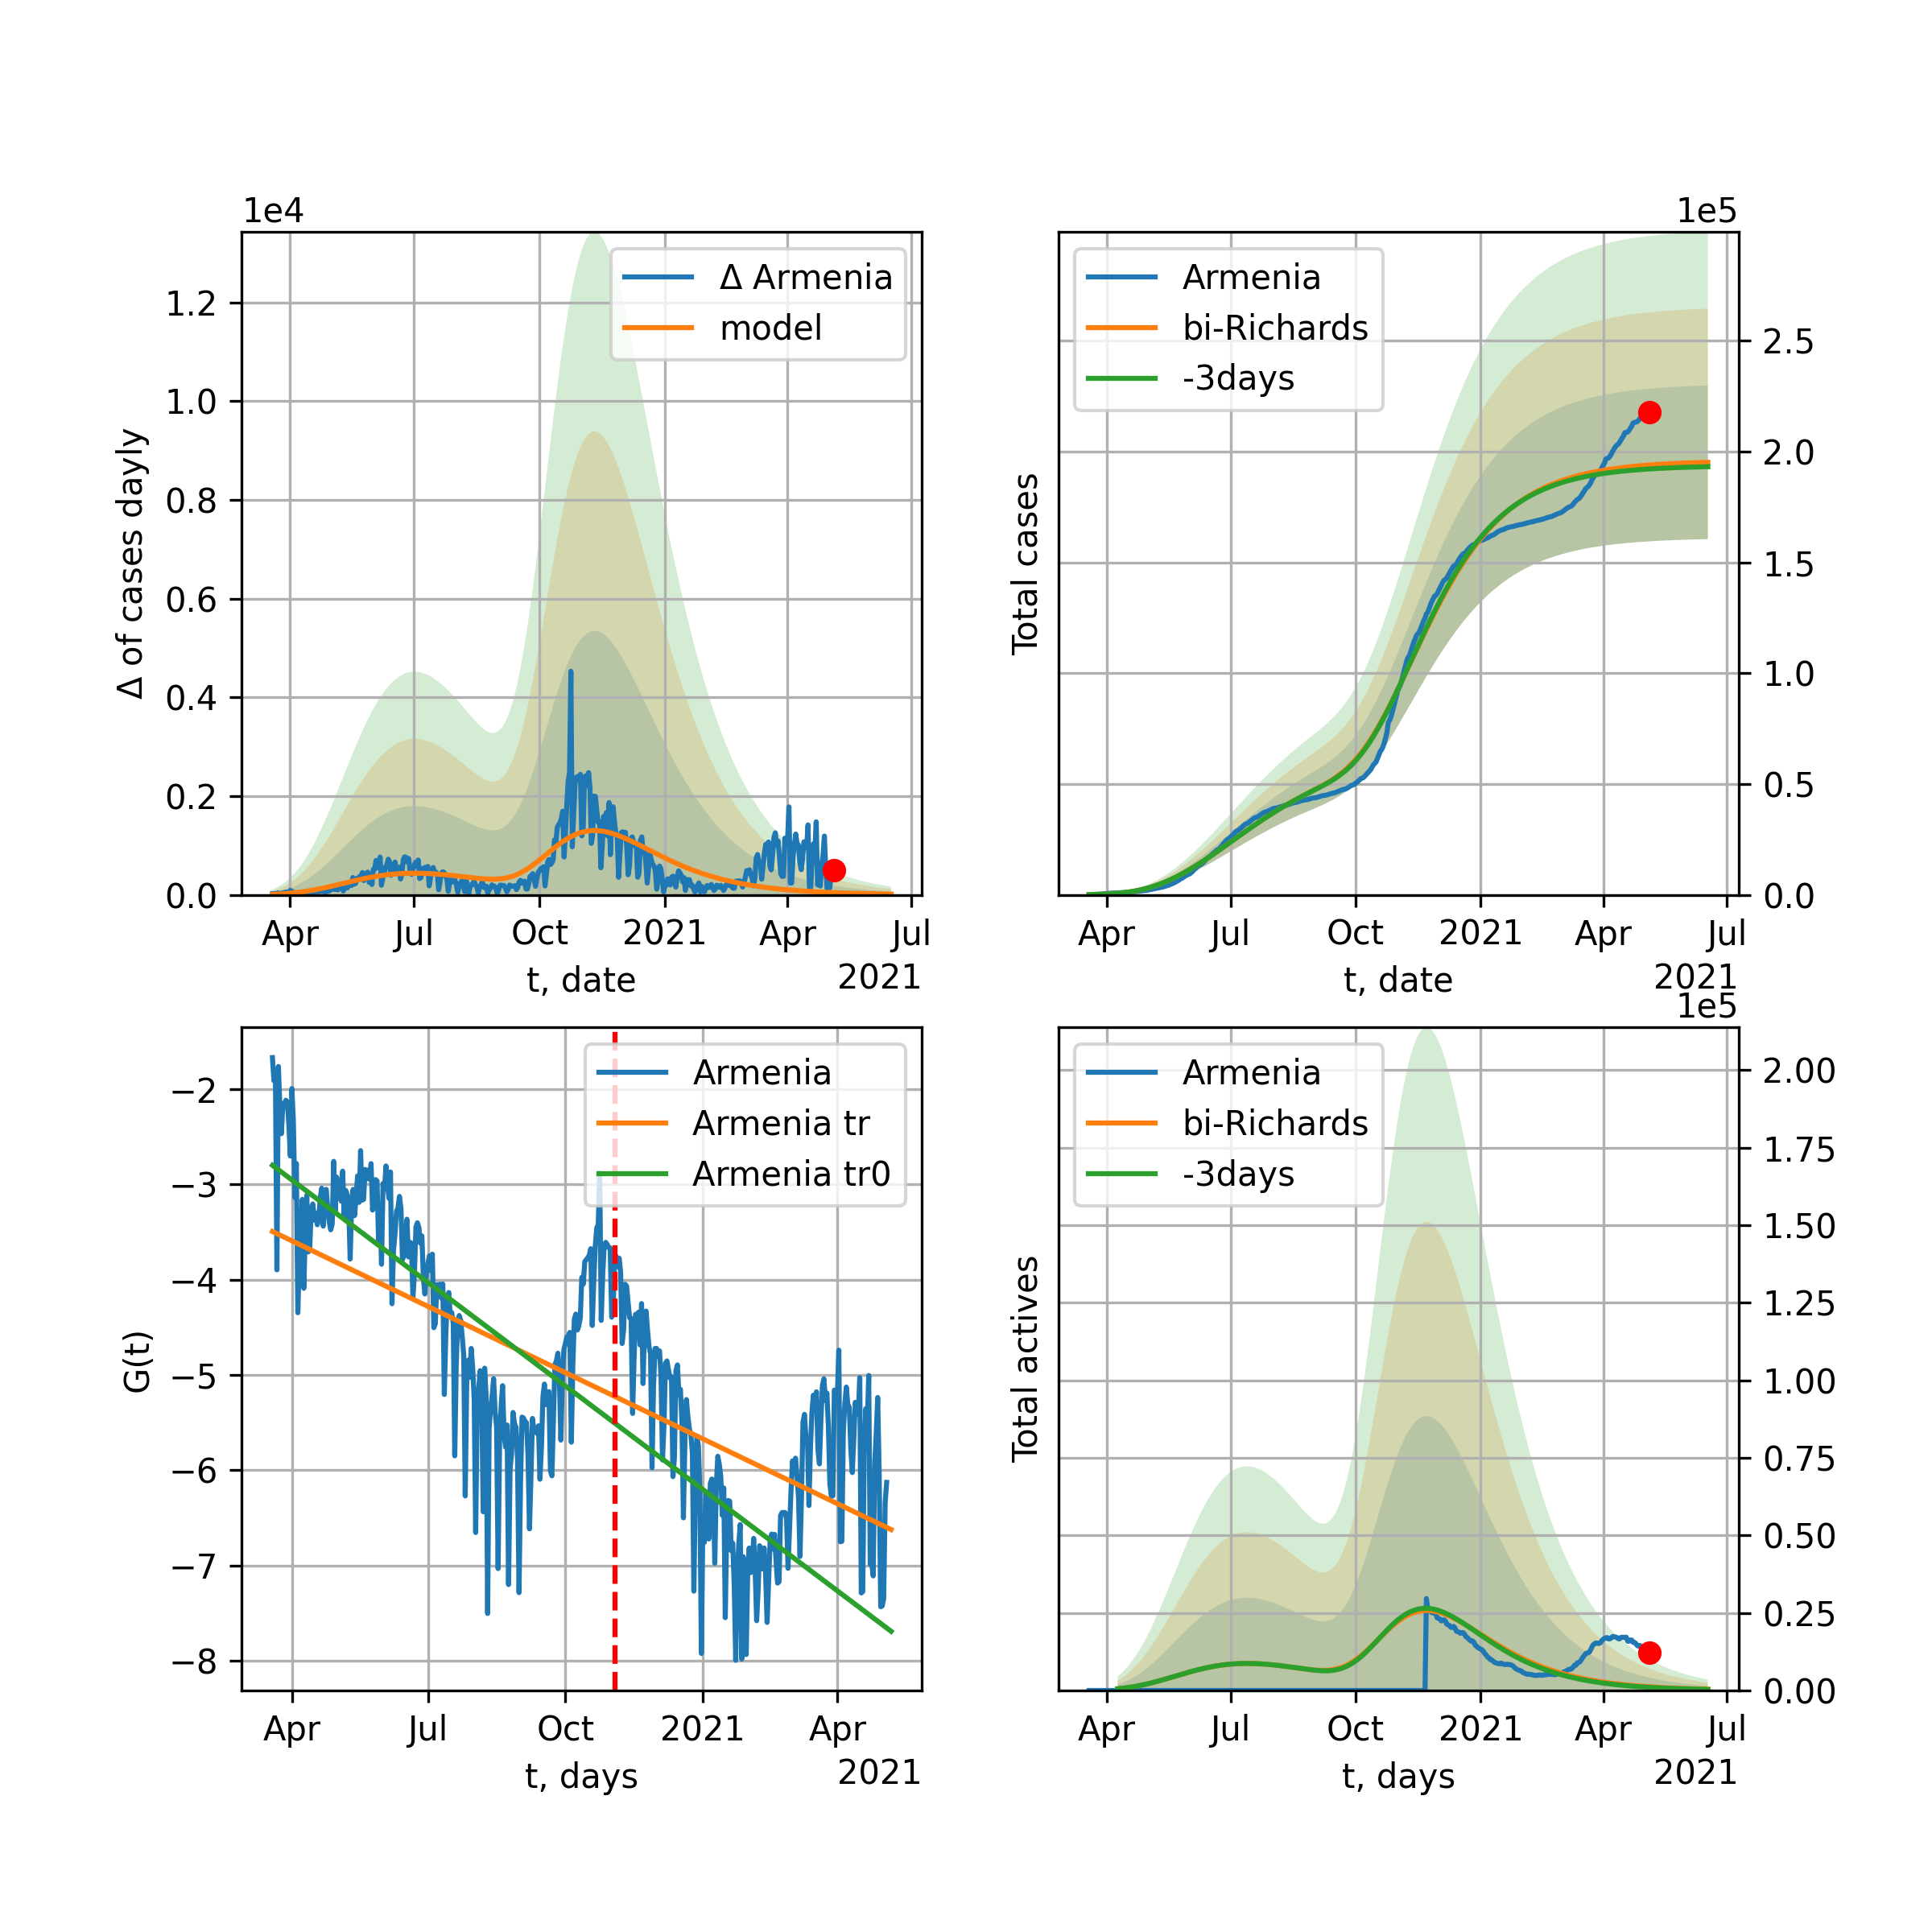 1e4
1.2
1.0
0.8
0.6
0.4
0.2
0.0
Δ of cases dayly
Δ Armenia
model
Apr
Jul
Oct
2021
Apr
Jul
t, date
2021
1e5
Total cases
Armenia
bi-Richards
-3days
2.5
2.0
1.5
1.0
0.5
0.0
Apr
Jul
Oct
2021
Apr
Jul
t, date
2021
G(t)
−2
−3
−4
−5
−6
−7
−8
Armenia
Armenia tr
Armenia tr0
Apr
Jul
Oct
2021
Apr
t, days
2021
1e5
Total actives
Armenia
bi-Richards
-3days
2.00
1.75
1.50
1.25
1.00
0.75
0.50
0.25
0.00
Apr
Jul
Oct
2021
Apr
Jul
t, days
2021